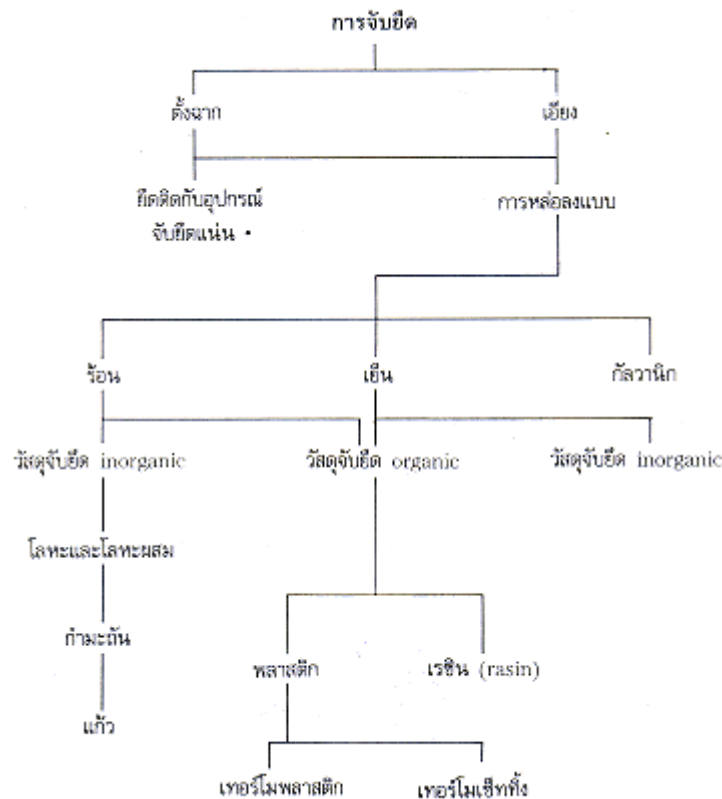 การจับยึด
ตั้งฉาก
เอียง
ยึดติดกับอุปกรณ์
จับยึดแน่น
การหล่อลงแบบ
ร้อน
เย็น
กัลวานิก
วัสดุจับยึด inorganic
วัสดุจับยึด organic
วัสดุจับยึด inorganic
โลหะและโลหะผสม
กำมะถัน
พลาสติก
เรซิน (rasin)
แก้ว
เทอร์โมพลาสติก
เทอร์โมเซ็ททิ้ง